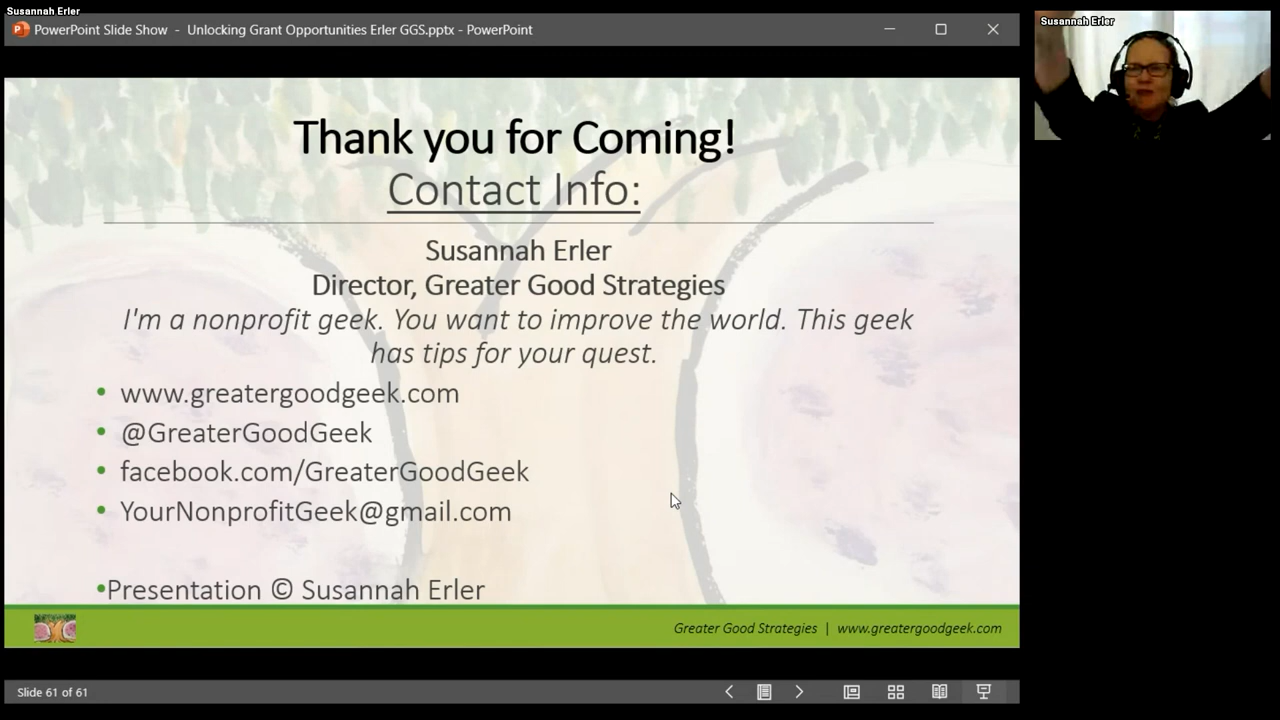 Susannah Erler
PowerPoint Slide Show - Unlocking Grant Opportunities Erler GGS.pptx - PowerPoint
Susannah Erler
Thank you for Coming!
Contact Info:
Susannah Erler
Director, Greater Good Strategies
I'm a nonprofit geek. You want to improve the world. This geek
has tips for your quest.
• www.greatergoodgeek.com
• @GreaterGoodGeek
• facebook.com/GreaterGoodGeek
• YourNonprofitGeek@gmail.com
•Presentation © Susannah Erler
Greater Good Strategies | www.greatergoodgeek.com
Slide 61 of 61